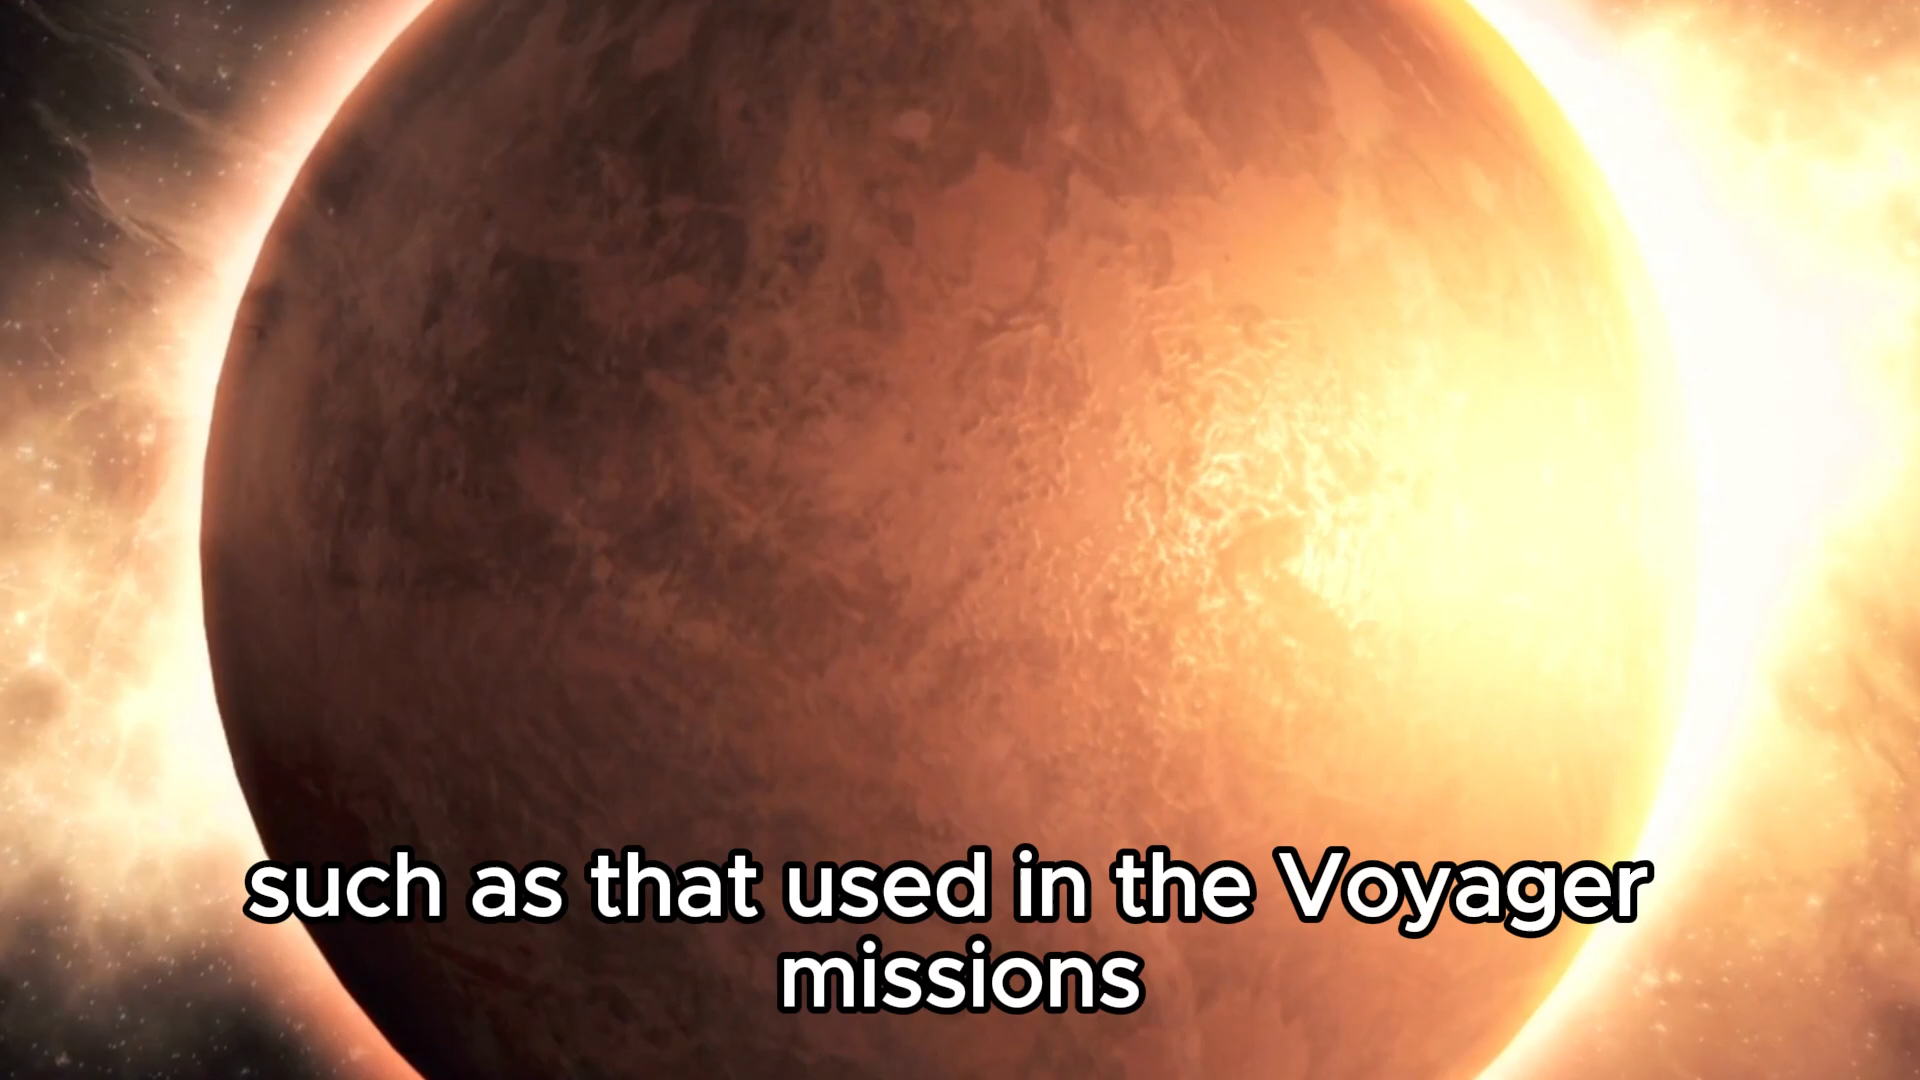 such as that used in the Voyager
missions